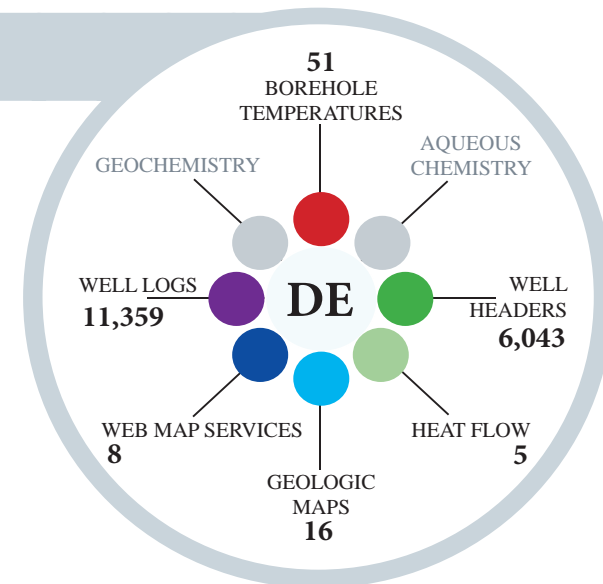 51
BOREHOLE
TEMPERATURES
AQUEOUS
CHEMISTRY
GEOCHEMISTRY
WELL LOGS
11,359
DE
WELL
HEADERS
6,043
WEB MAP SERVICES
8
HEAT FLOW
5
GEOLOGIC
MAPS
16